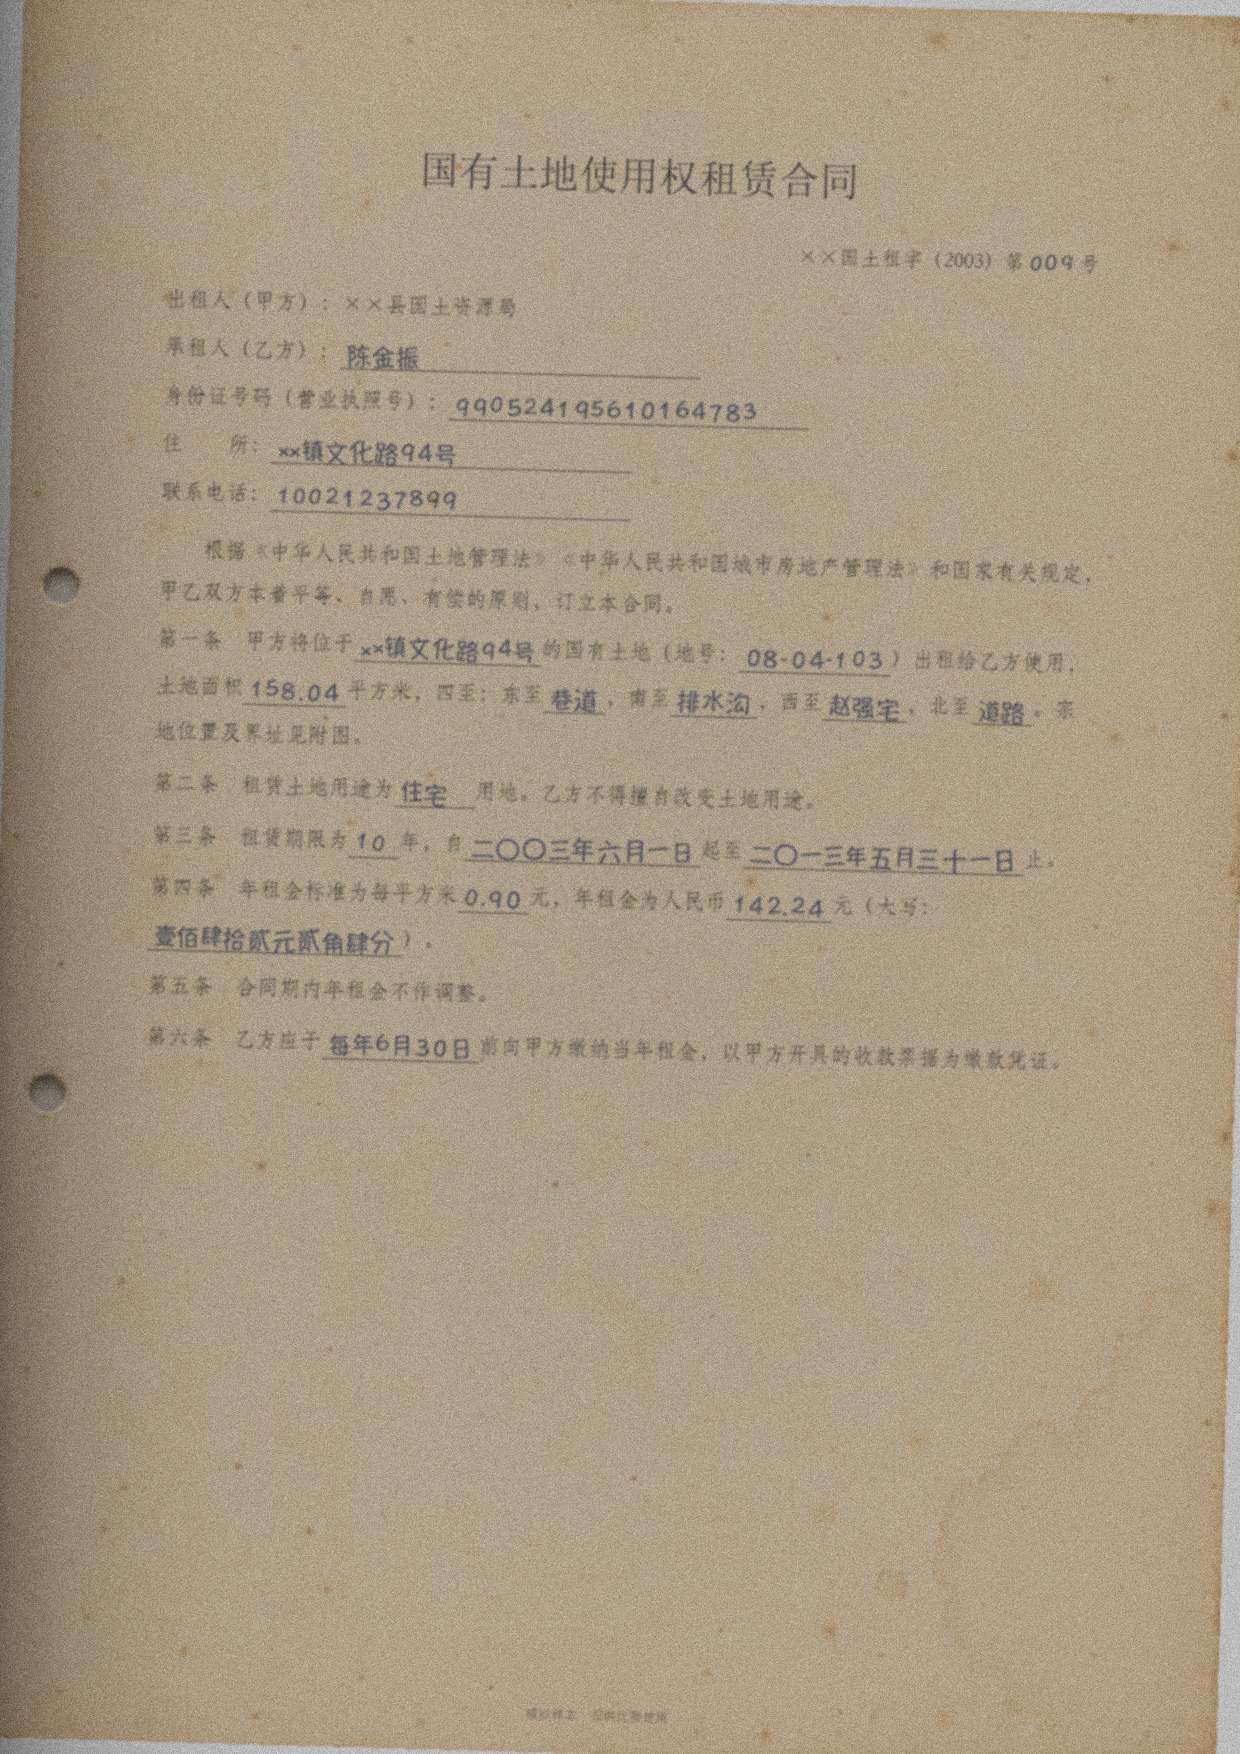 国有土地使用权租赁合同
××国土租字（2003）第009号
出租人（甲方）：××县国土资源局
承租人（乙方）：陈金振
身份证号码（营业执照号）：990524195610164783
住　　所：××镇文化路94号
联系电话：10021237899
根据《中华人民共和国土地管理法》《中华人民共和国城市房地产管理法》和国家有关规定，
甲乙双方本着平等、自愿、有偿的原则，订立本合同。
第一条　甲方将位于××镇文化路94号的国有土地（地号：08-04-103）出租给乙方使用，
土地面积158.04平方米，四至：东至巷道，南至排水沟，西至赵强宅，北至道路。宗
地位置及界址见附图。
第二条　租赁土地用途为住宅　用地。乙方不得擅自改变土地用途。
第三条　租赁期限为10年，自二〇〇三年六月一日起至二〇一三年五月三十一日止。
第四条　年租金标准为每平方米0.90元，年租金为人民币142.24元（大写：
壹佰肆拾贰元贰角肆分）。
第五条　合同期内年租金不作调整。
第六条　乙方应于每年6月30日前向甲方缴纳当年租金，以甲方开具的收款票据为缴款凭证。
模拟样本　仅供比赛使用